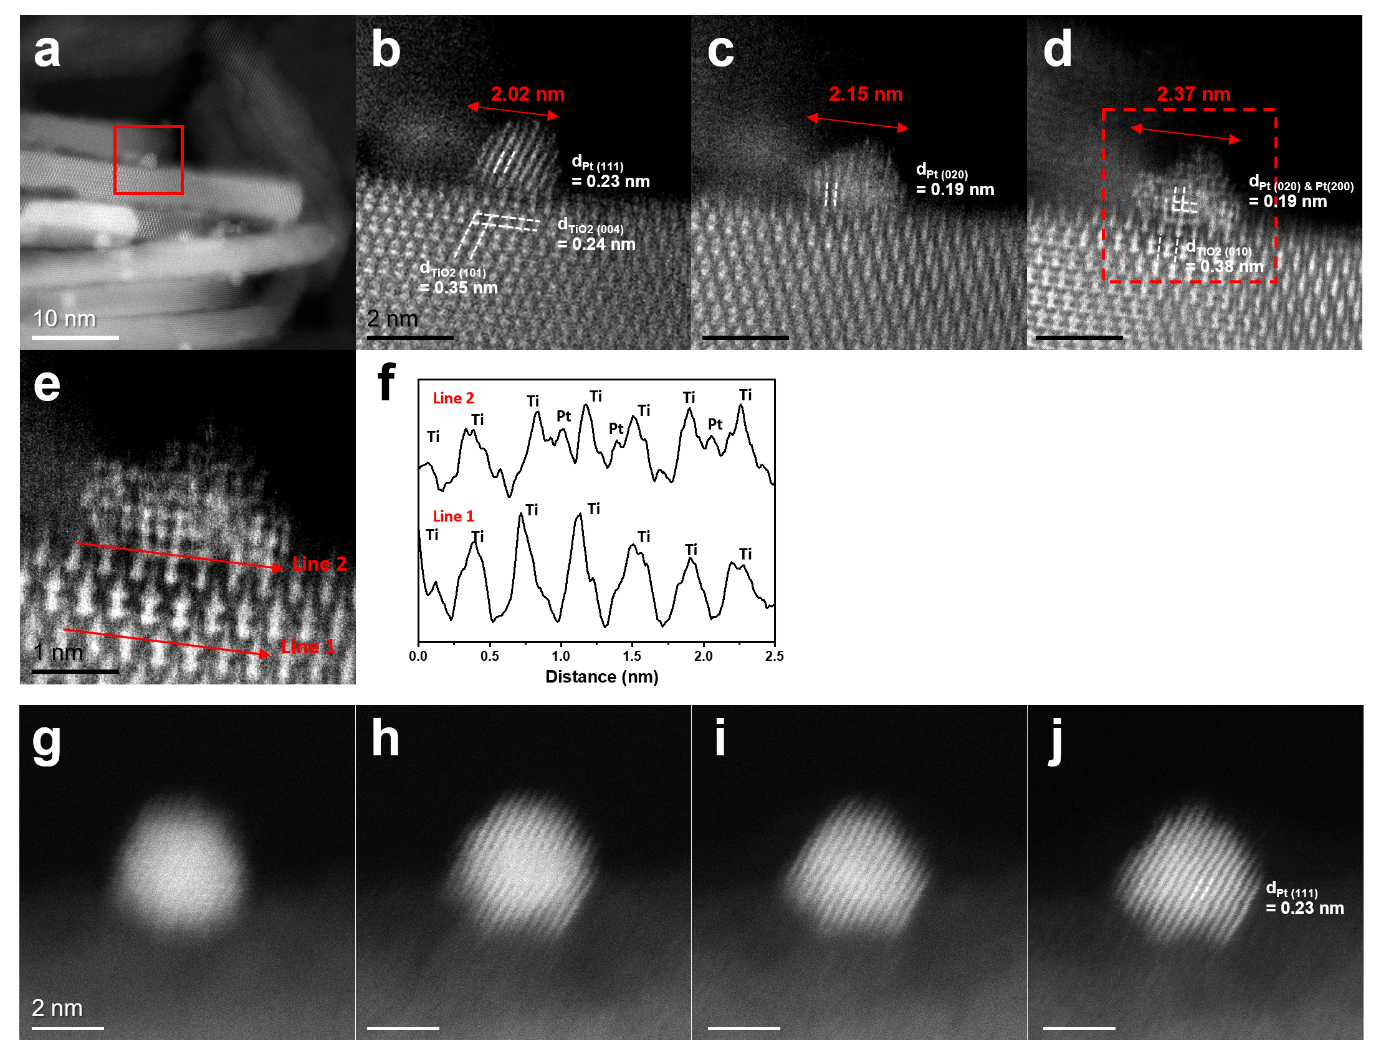 a
10 nm
b
2.02 nm
dPt (111)
= 0.23 nm
dTiO2 (004)
= 0.24 nm
dTiO2 (101)
= 0.35 nm
2 nm
c
2.15 nm
dPt (020)
= 0.19 nm
d
2.37 nm
dPt (020) & Pt(200)
= 0.19 nm
dTiO2 (010)
= 0.38 nm
e
Line 2
Line 1
1 nm
f
Line 2
Ti
Ti
Ti
Pt
Ti
Pt
Ti
Ti
Pt
Ti
Line 1
Ti
Ti
Ti
Ti
Ti
Ti
Ti
0.0 0.5 1.0 1.5 2.0 2.5
Distance (nm)
g
2 nm
h
i
j
dPt (111)
= 0.23 nm